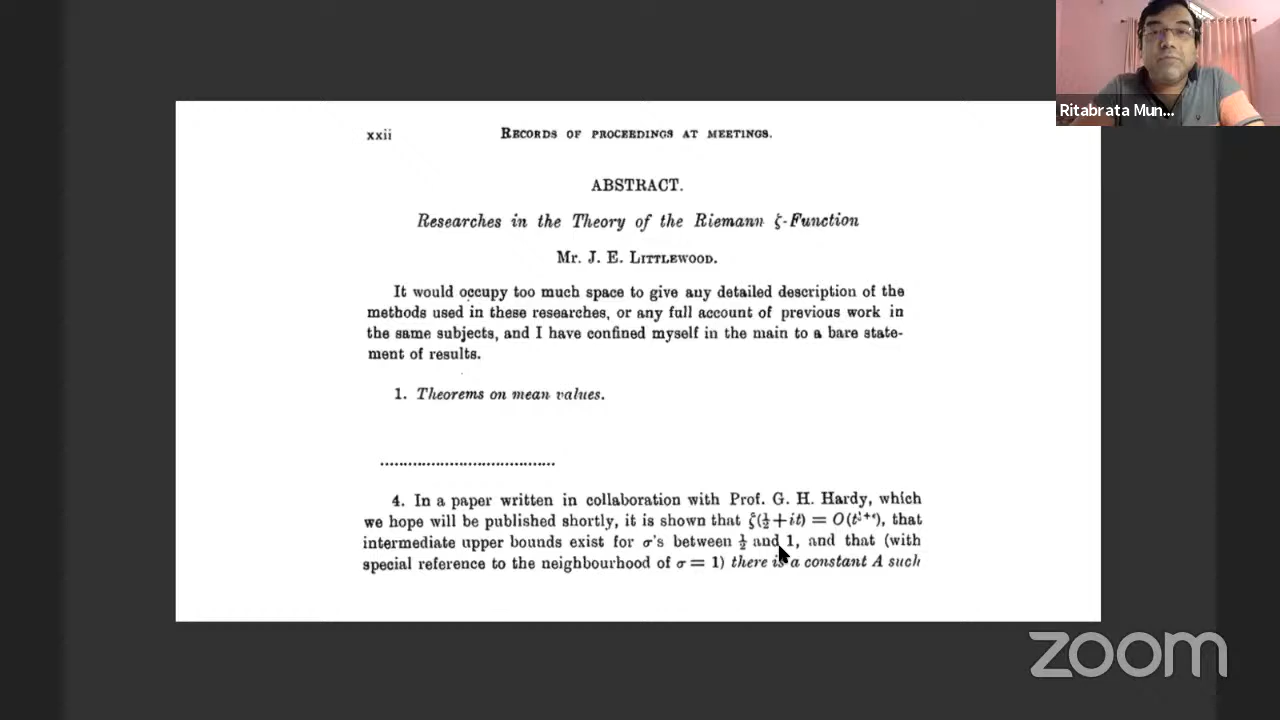 xxii RECORDS OF PROCEEDINGS AT MEETINGS.
ABSTRACT.
Researches in the Theory of the Riemann ζ-Function
Mr. J. E. LITTLEWOOD.
It would occupy too much space to give any detailed description of the
methods used in these researches, or any full account of previous work in
the same subjects, and I have confined myself in the main to a bare state-
ment of results.
1. Theorems on mean values.
.......................................
4. In a paper written in collaboration with Prof. G. H. Hardy, which
we hope will be published shortly, it is shown that ζ(½+it) = O( ), that
intermediate upper bounds exist for σ's between ½ and 1, and that (with
special reference to the neighbourhood of σ = 1) there is a constant A such
Ritabrata Mun...
zoom